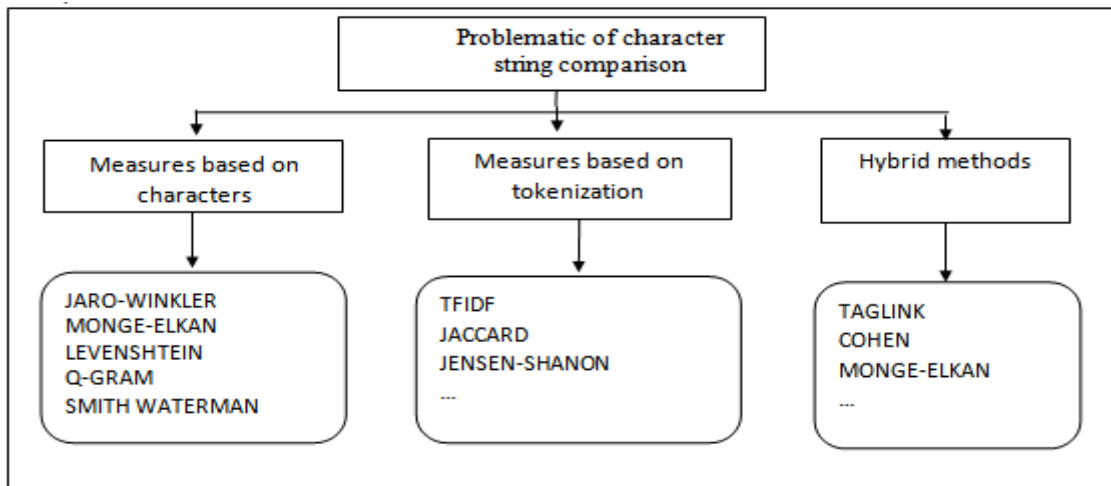 Problematic of character
string comparison
Measures based on
characters
Measures based on
tokenization
Hybrid methods
JARO-WINKLER
MONGE-ELKAN
LEVENSHTEIN
Q-GRAM
SMITH WATERMAN
TFIDF
JACCARD
JENSEN-SHANON
...
TAGLINK
COHEN
MONGE-ELKAN
...